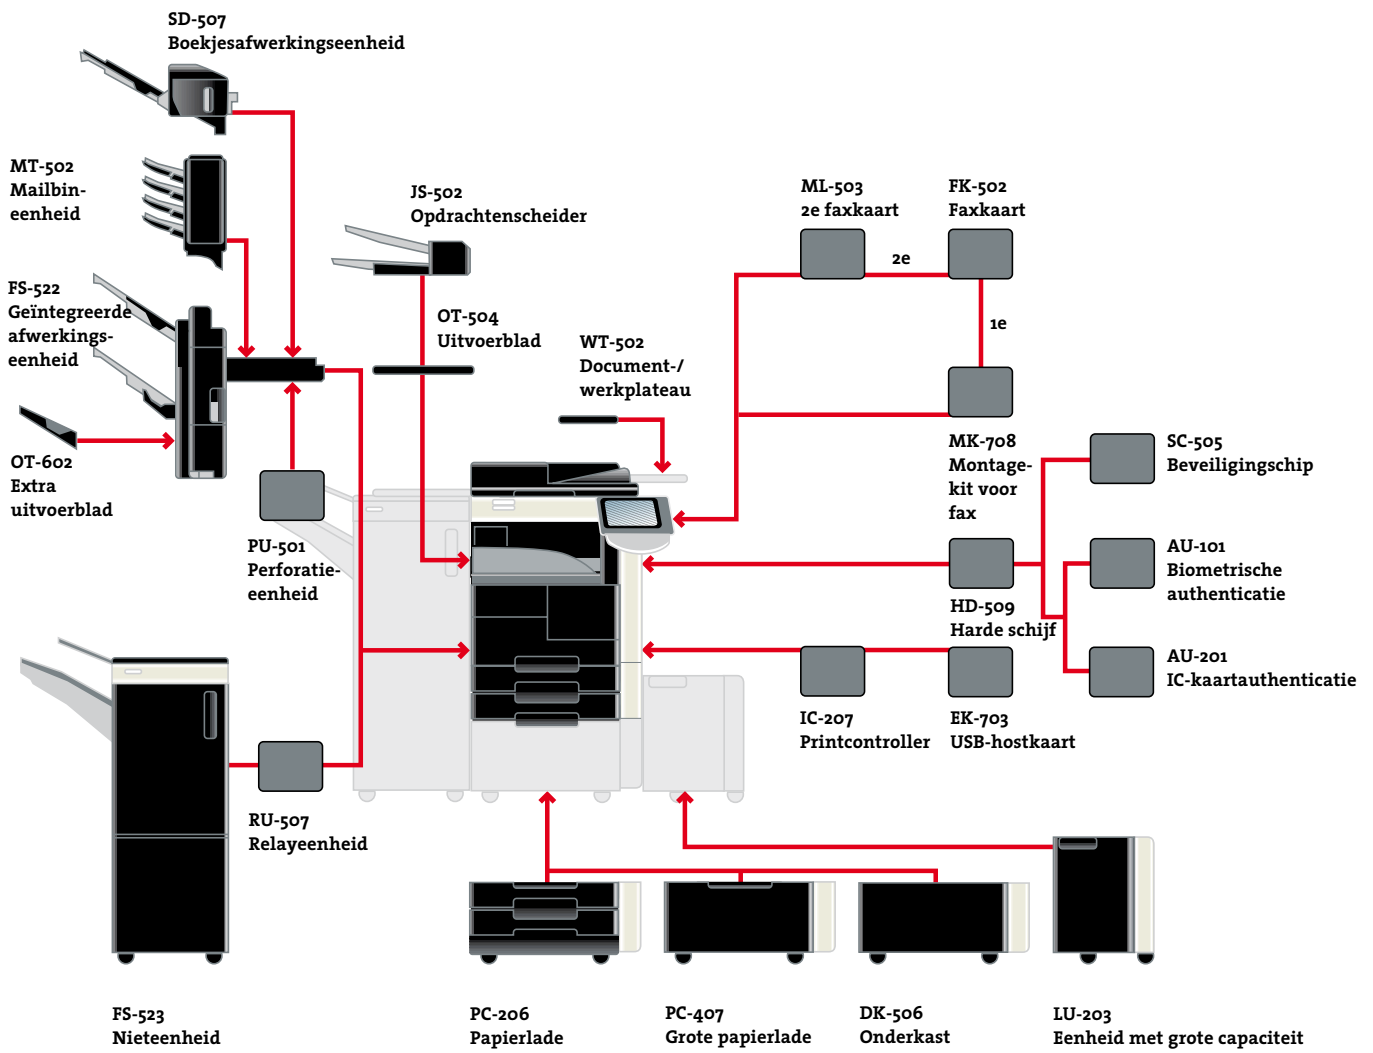 SD-507
Boekjesafwerkingseenheid
MT-502
Mailbin-
eenheid
JS-502
Opdrachtenscheider
ML-503
2e faxkaart
FK-502
Faxkaart
2e
FS-522
Geïntegreerde
afwerkings-
eenheid
OT-504
Uitvoerblad
1e
WT-502
Document-/
werkplateau
OT-602
Extra
uitvoerblad
MK-708
Montage-
kit voor
fax
SC-505
Beveiligingschip
PU-501
Perforatie-
eenheid
AU-101
Biometrische
authenticatie
HD-509
Harde schijf
AU-201
IC-kaartauthenticatie
IC-207
Printcontroller
EK-703
USB-hostkaart
RU-507
Relayeenheid
FS-523
Nieteenheid
PC-206
Papierlade
PC-407
Grote papierlade
DK-506
Onderkast
LU-203
Eenheid met grote capaciteit